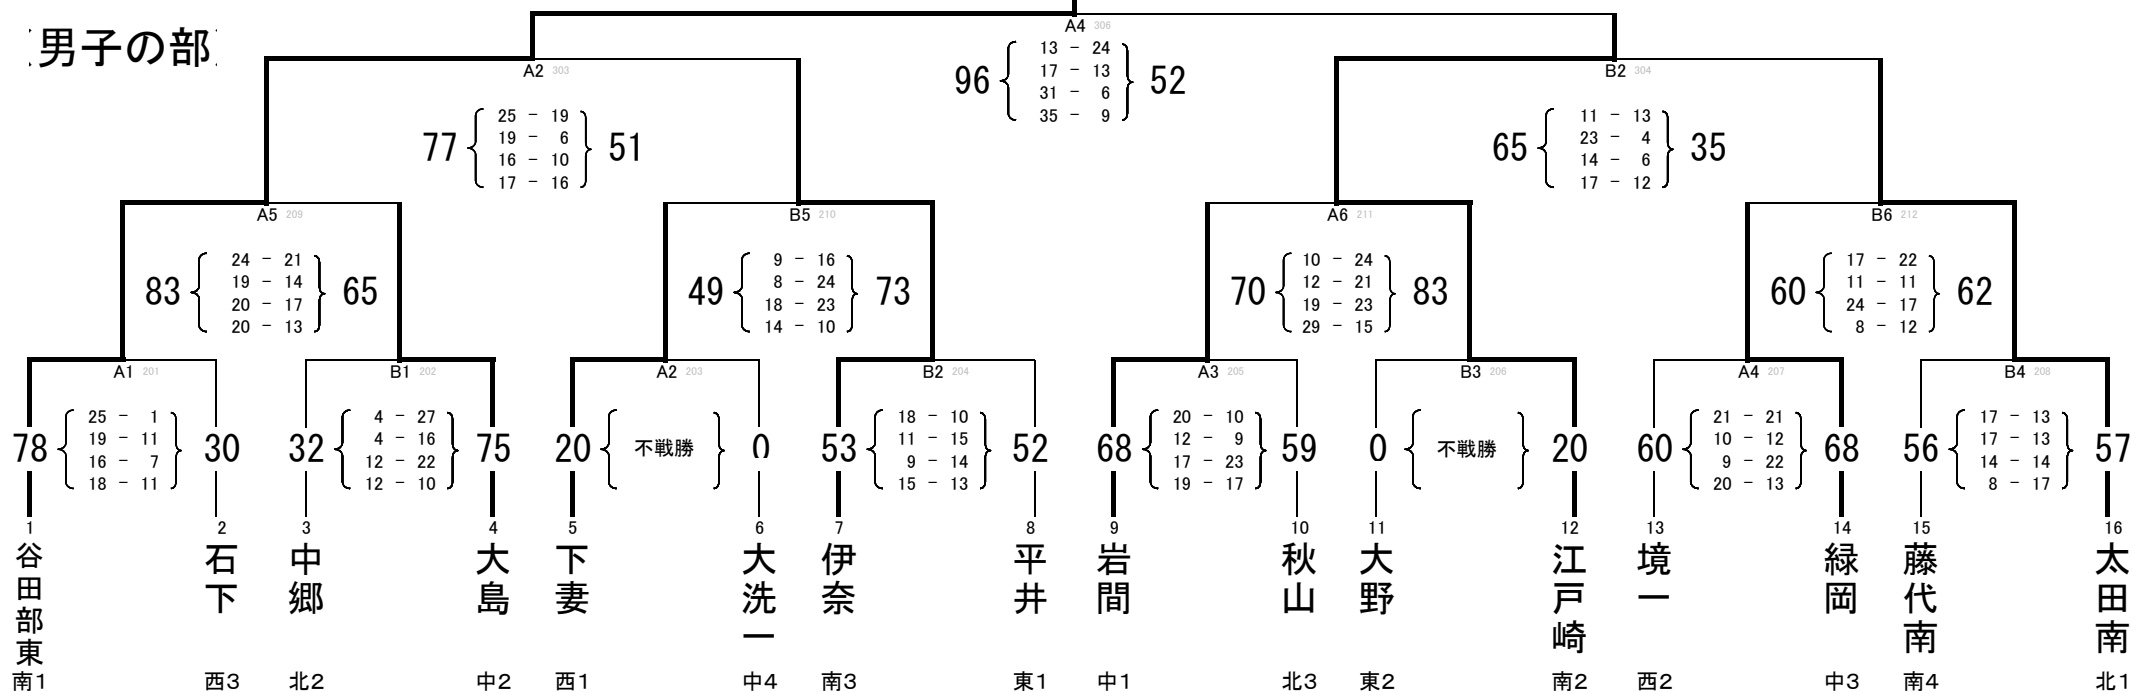 男子の部
A4 306
96 13 - 24 52
17 - 13
31 - 6
35 - 9
A2 303
77 25 - 19 51
19 - 6
16 - 10
17 - 16
B2 304
65 11 - 13 35
23 - 4
14 - 6
17 - 12
A5 209
83 24 - 21 65
19 - 14
20 - 17
20 - 13
B5 210
49 9 - 16 73
8 - 24
18 - 23
14 - 10
A6 211
70 10 - 24 83
12 - 21
19 - 23
29 - 15
B6 212
60 17 - 22 62
11 - 11
24 - 17
8 - 12
A1 201
78 25 - 1 30
19 - 11
16 - 7
18 - 11
B1 202
32 4 - 27 75
4 - 16
12 - 22
12 - 10
A2 203
20 不戦勝 0
B2 204
53 18 - 10 52
11 - 15
9 - 14
15 - 13
A3 205
68 20 - 10 59
12 - 9
17 - 23
19 - 17
B3 206
0 不戦勝 20
A4 207
60 21 - 21 68
10 - 12
9 - 22
20 - 13
B4 208
56 17 - 13 57
17 - 13
14 - 14
8 - 17
1 谷田部東 南1
2 石下 西3
3 中郷 北2
4 大島 中2
5 下妻 西1
6 大洗一 中4
7 伊奈 南3
8 平井 東1
9 岩間 中1
10 秋山 北3
11 大野 東2
12 江戸崎 南2
13 境一 西2
14 緑岡 中3
15 藤代南 南4
16 太田南 北1